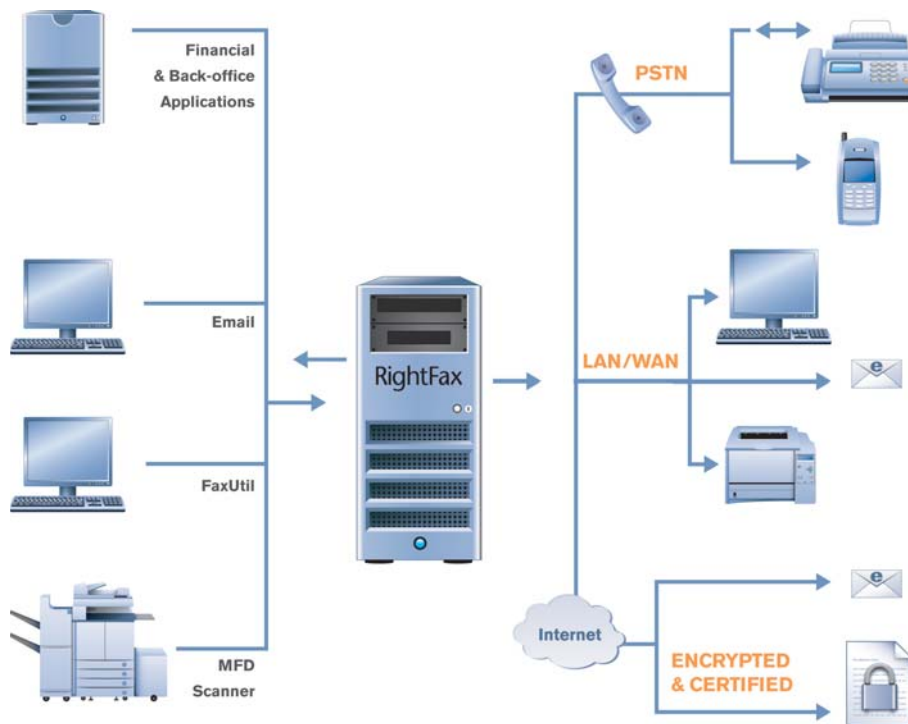 Financial
& Back-office
Applications
Email
FaxUtil
MFD
Scanner
RightFax
PSTN
LAN/WAN
e
Internet
e
ENCRYPTED
& CERTIFIED